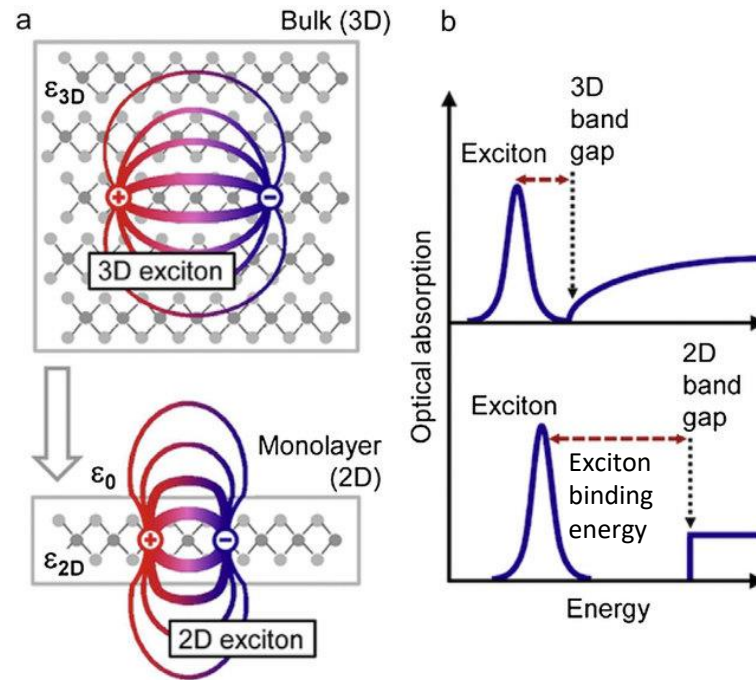 a
Bulk (3D)
ε3D
+
-
3D exciton
ε0
Monolayer
(2D)
ε2D
+
-
2D exciton
b
Optical absorption
3D
band
gap
Exciton
2D
band
gap
Exciton
Exciton
binding
energy
Energy